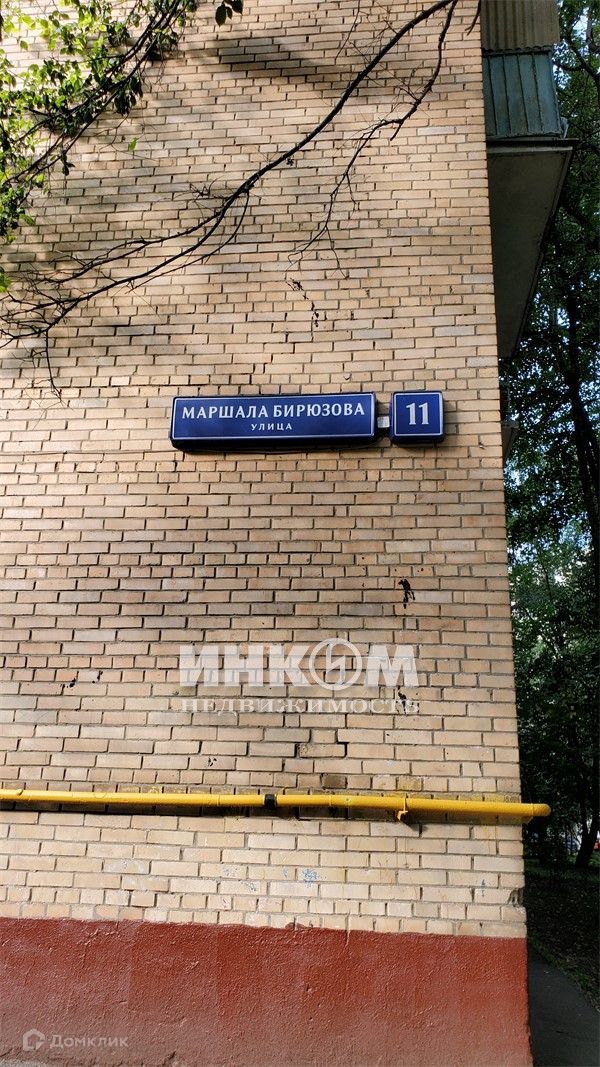 МАРШАЛА БИРЮЗОВА
УЛИЦА
11
ИНКОМ
НЕДВИЖИМОСТЬ
Домклик